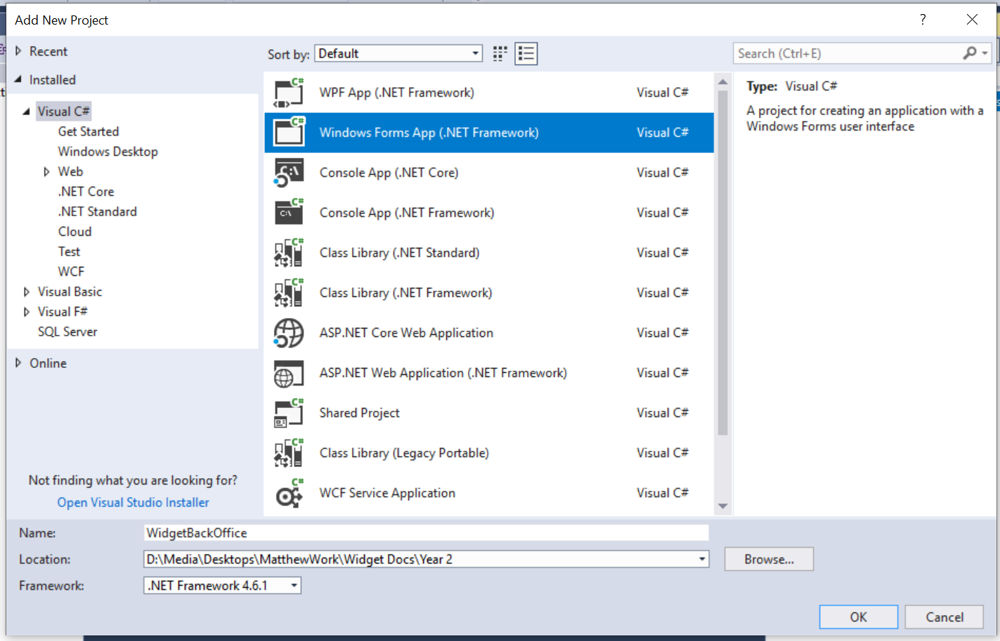 Add New Project
?
Recent
Installed
Visual C#
Get Started
Windows Desktop
Web
.NET Core
.NET Standard
Cloud
Test
WCF
Visual Basic
Visual F#
SQL Server
Online
Not finding what you are looking for?
Open Visual Studio Installer
Sort by: Default
Search (Ctrl+E)
C# WPF App (.NET Framework) Visual C#
C# Windows Forms App (.NET Framework) Visual C#
C:\ Console App (.NET Core) Visual C#
C# C:\ Console App (.NET Framework) Visual C#
C# Class Library (.NET Standard) Visual C#
C# Class Library (.NET Framework) Visual C#
ASP.NET Core Web Application Visual C#
ASP.NET Web Application (.NET Framework) Visual C#
C# Shared Project Visual C#
C# Class Library (Legacy Portable) Visual C#
C# WCF Service Application Visual C#
Type: Visual C#
A project for creating an application with a
Windows Forms user interface
Name: WidgetBackOffice
Location: D:\Media\Desktops\MatthewWork\Widget Docs\Year 2
Browse...
Framework: .NET Framework 4.6.1
OK
Cancel